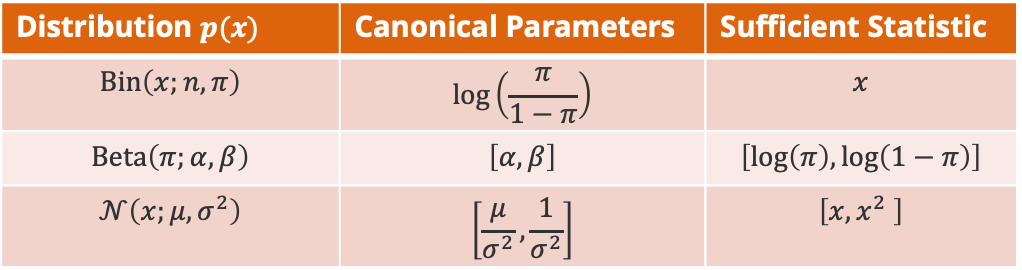 Distribution p(x) Canonical Parameters Sufficient Statistic
Bin(x; n, π) log(π/(1 − π)) x
Beta(π; α, β) [α, β] [log(π), log(1 − π)]
𝒩(x; μ, σ²) [μ/σ², 1/σ²] [x, x² ]